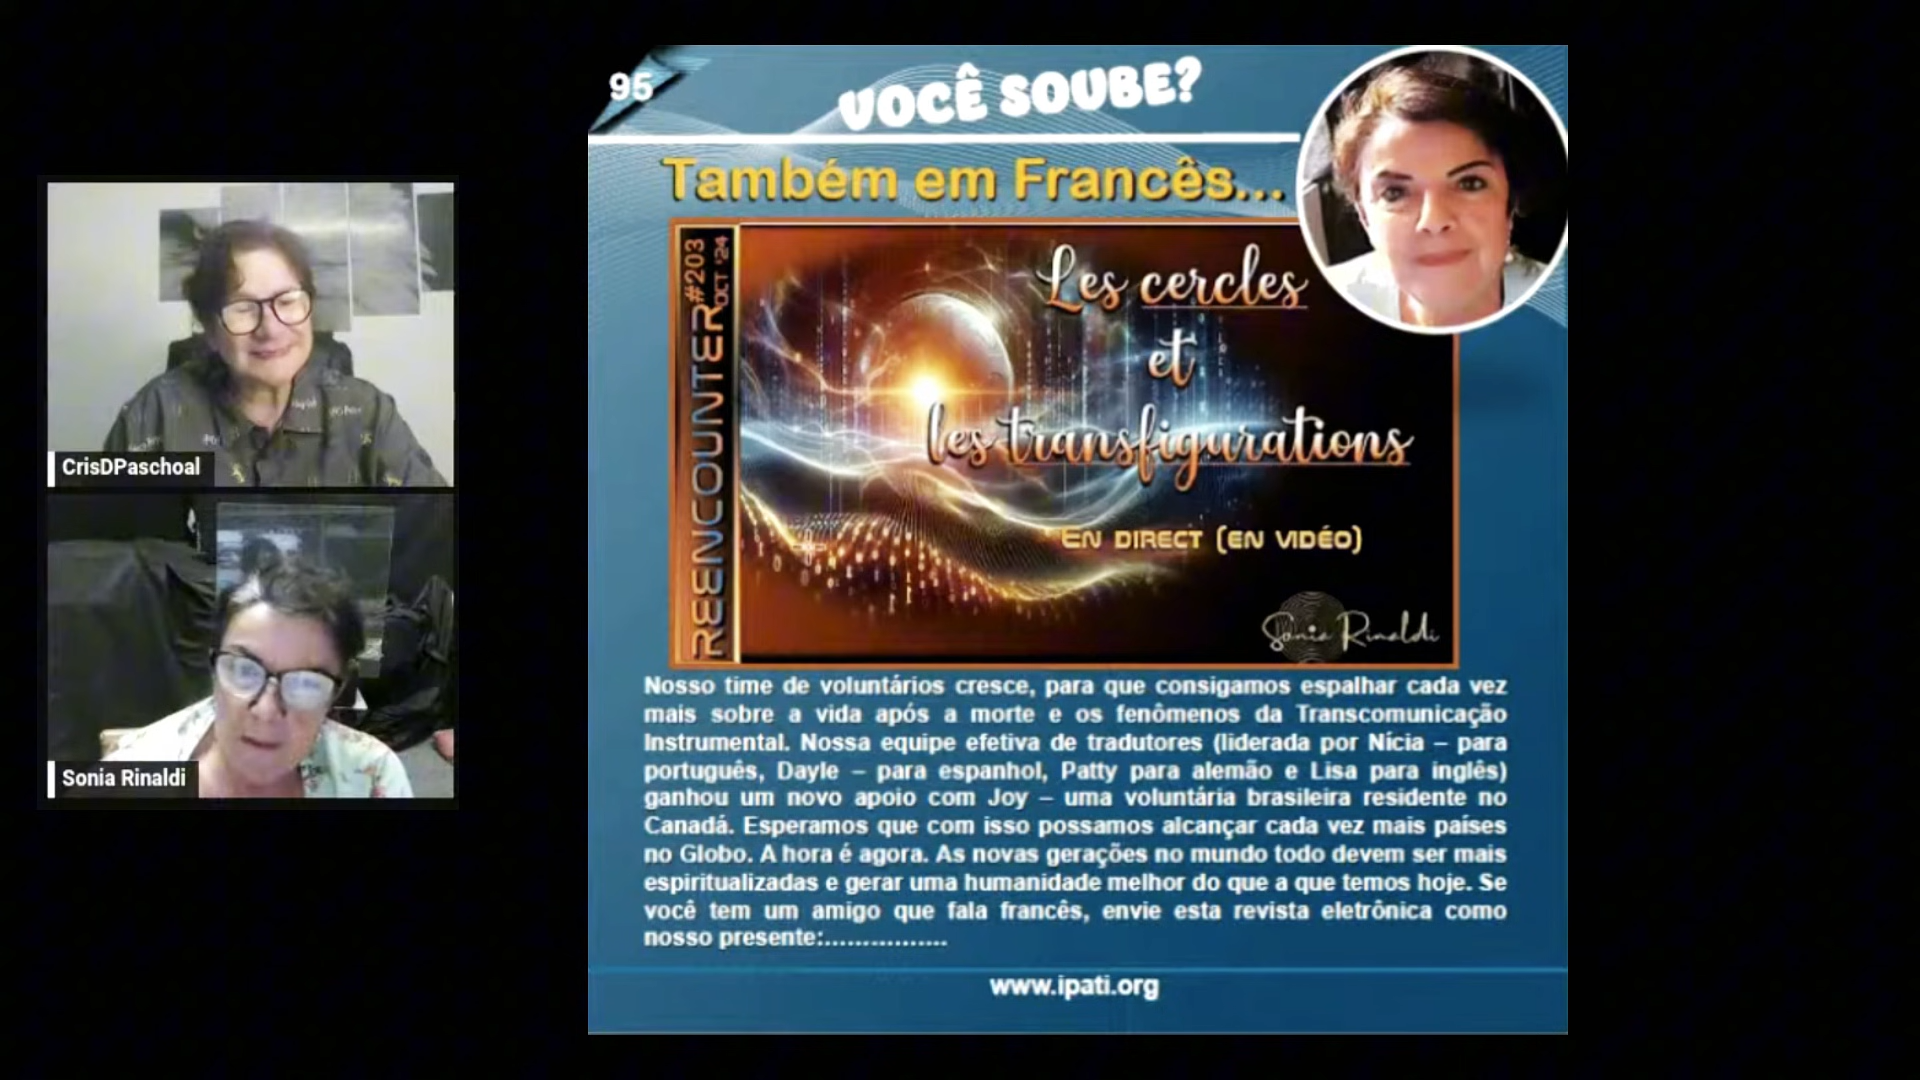 95
VOCÊ SOUBE?
Também em Francês...
REENCOUNTER #203
OCT '24
Les cercles
et
les transfigurations
EN DIRECT (EN VIDÉO)
Sonia Rinaldi
Nosso time de voluntários cresce, para que consigamos espalhar cada vez
mais sobre a vida após a morte e os fenômenos da Transcomunicação
Instrumental. Nossa equipe efetiva de tradutores (liderada por Nícia – para
português, Dayle – para espanhol, Patty para alemão e Lisa para inglês)
ganhou um novo apoio com Joy – uma voluntária brasileira residente no
Canadá. Esperamos que com isso possamos alcançar cada vez mais países
no Globo. A hora é agora. As novas gerações no mundo todo devem ser mais
espiritualizadas e gerar uma humanidade melhor do que a que temos hoje. Se
você tem um amigo que fala francês, envie esta revista eletrônica como
nosso presente:................
www.ipati.org
CrisDPaschoal
Sonia Rinaldi